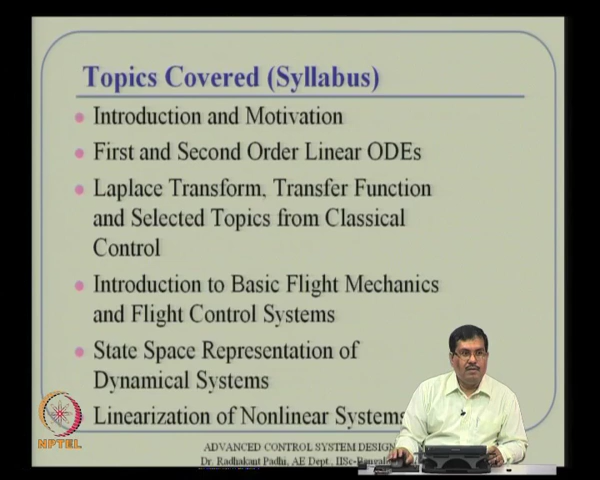 Topics Covered (Syllabus)
Introduction and Motivation
First and Second Order Linear ODEs
Laplace Transform, Transfer Function
and Selected Topics from Classical
Control
Introduction to Basic Flight Mechanics
and Flight Control Systems
State Space Representation of
Dynamical Systems
Linearization of Nonlinear Systems
ADVANCED CONTROL SYSTEM DESIGN
Dr. Radhakant Padhi, AE Dept., IISc-Bangalore
NPTEL